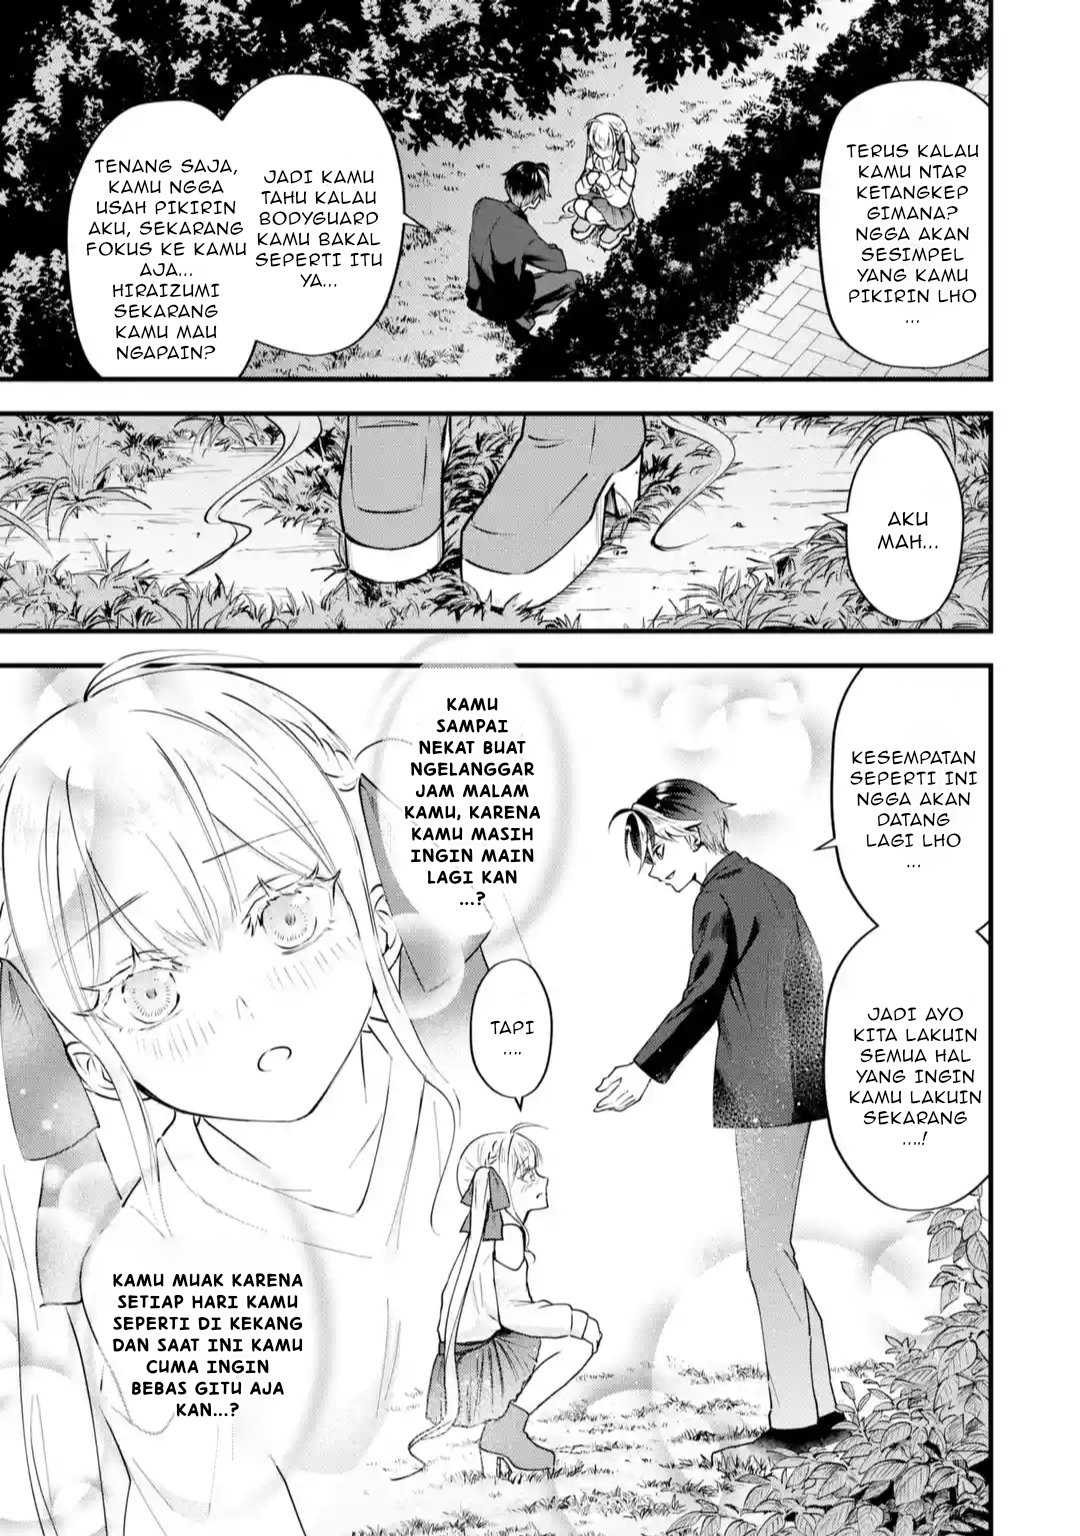 TERUS KALAU
KAMU NTAR
KETANGKEP
GIMANA?
NGGA AKAN
SESIMPEL
YANG KAMU
PIKIRIN LHO
...
JADI KAMU
TAHU KALAU
BODYGUARD
KAMU BAKAL
SEPERTI ITU
YA...
TENANG SAJA,
KAMU NGGA
USAH PIKIRIN
AKU, SEKARANG
FOKUS KE KAMU
AJA...
HIRAIZUMI
SEKARANG
KAMU MAU
NGAPAIN?
AKU
MAH...
KESEMPATAN
SEPERTI INI
NGGA AKAN
DATANG
LAGI LHO
...
JADI AYO
KITA LAKUIN
SEMUA HAL
YANG INGIN
KAMU LAKUIN
SEKARANG
....!
KAMU
SAMPAI
NEKAT BUAT
NGELANGGAR
JAM MALAM
KAMU, KARENA
KAMU MASIH
INGIN MAIN
LAGI KAN
...?
TAPI
....
KAMU MUAK KARENA
SETIAP HARI KAMU
SEPERTI DI KEKANG
DAN SAAT INI KAMU
CUMA INGIN
BEBAS GITU AJA
KAN...?